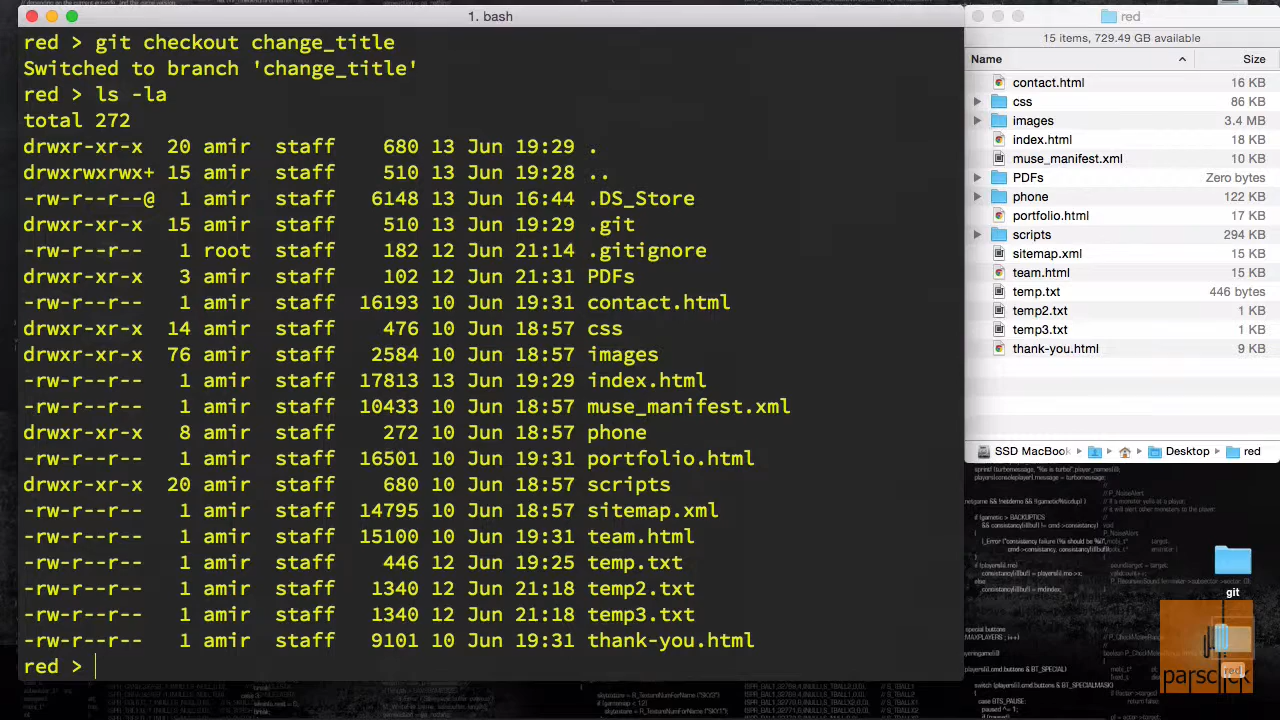 1. bash
red > git checkout change_title
Switched to branch 'change_title'
red > ls -la
total 272
drwxr-xr-x 20 amir staff 680 13 Jun 19:29 .
drwxrwxrwx+ 15 amir staff 510 13 Jun 19:28 ..
-rw-r--r--@ 1 amir staff 6148 13 Jun 16:44 .DS_Store
drwxr-xr-x 15 amir staff 510 13 Jun 19:29 .git
-rw-r--r-- 1 root staff 182 12 Jun 21:14 .gitignore
drwxr-xr-x 3 amir staff 102 12 Jun 21:31 PDFs
-rw-r--r-- 1 amir staff 16193 10 Jun 19:31 contact.html
drwxr-xr-x 14 amir staff 476 10 Jun 18:57 css
drwxr-xr-x 76 amir staff 2584 10 Jun 18:57 images
-rw-r--r-- 1 amir staff 17813 13 Jun 19:29 index.html
-rw-r--r-- 1 amir staff 10433 10 Jun 18:57 muse_manifest.xml
drwxr-xr-x 8 amir staff 272 10 Jun 18:57 phone
-rw-r--r-- 1 amir staff 16501 10 Jun 19:31 portfolio.html
drwxr-xr-x 20 amir staff 680 10 Jun 18:57 scripts
-rw-r--r-- 1 amir staff 14795 10 Jun 19:31 sitemap.xml
-rw-r--r-- 1 amir staff 15100 10 Jun 19:31 team.html
-rw-r--r-- 1 amir staff 446 12 Jun 19:25 temp.txt
-rw-r--r-- 1 amir staff 1340 12 Jun 21:18 temp2.txt
-rw-r--r-- 1 amir staff 1340 12 Jun 21:18 temp3.txt
-rw-r--r-- 1 amir staff 9101 10 Jun 19:31 thank-you.html
red >
red
15 items, 729.49 GB available
Name Size
contact.html 16 KB
css 86 KB
images 3.4 MB
index.html 18 KB
muse_manifest.xml 10 KB
PDFs Zero bytes
phone 122 KB
portfolio.html 17 KB
scripts 294 KB
sitemap.xml 15 KB
team.html 15 KB
temp.txt 446 bytes
temp2.txt 1 KB
temp3.txt 1 KB
thank-you.html 9 KB
SSD MacBook Desktop red
git
red